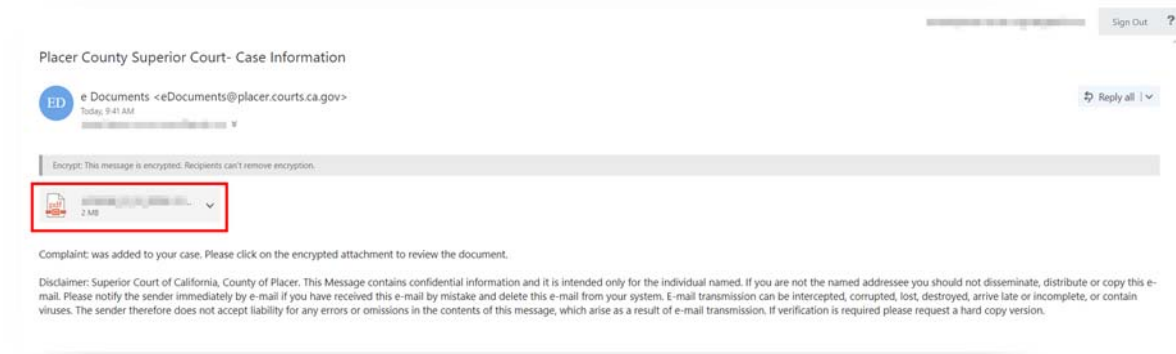 Sign Out ?
Placer County Superior Court- Case Information
ED
e Documents <eDocuments@placer.courts.ca.gov>
Reply all
Today, 9:41 AM
Encrypt: This message is encrypted. Recipients can't remove encryption.
pdf
2 MB
Complaint: was added to your case. Please click on the encrypted attachment to review the document.
Disclaimer: Superior Court of California, County of Placer. This Message contains confidential information and it is intended only for the individual named. If you are not the named addressee you should not disseminate, distribute or copy this e-
mail. Please notify the sender immediately by e-mail if you have received this e-mail by mistake and delete this e-mail from your system. E-mail transmission can be intercepted, corrupted, lost, destroyed, arrive late or incomplete, or contain
viruses. The sender therefore does not accept liability for any errors or omissions in the contents of this message, which arise as a result of e-mail transmission. If verification is required please request a hard copy version.